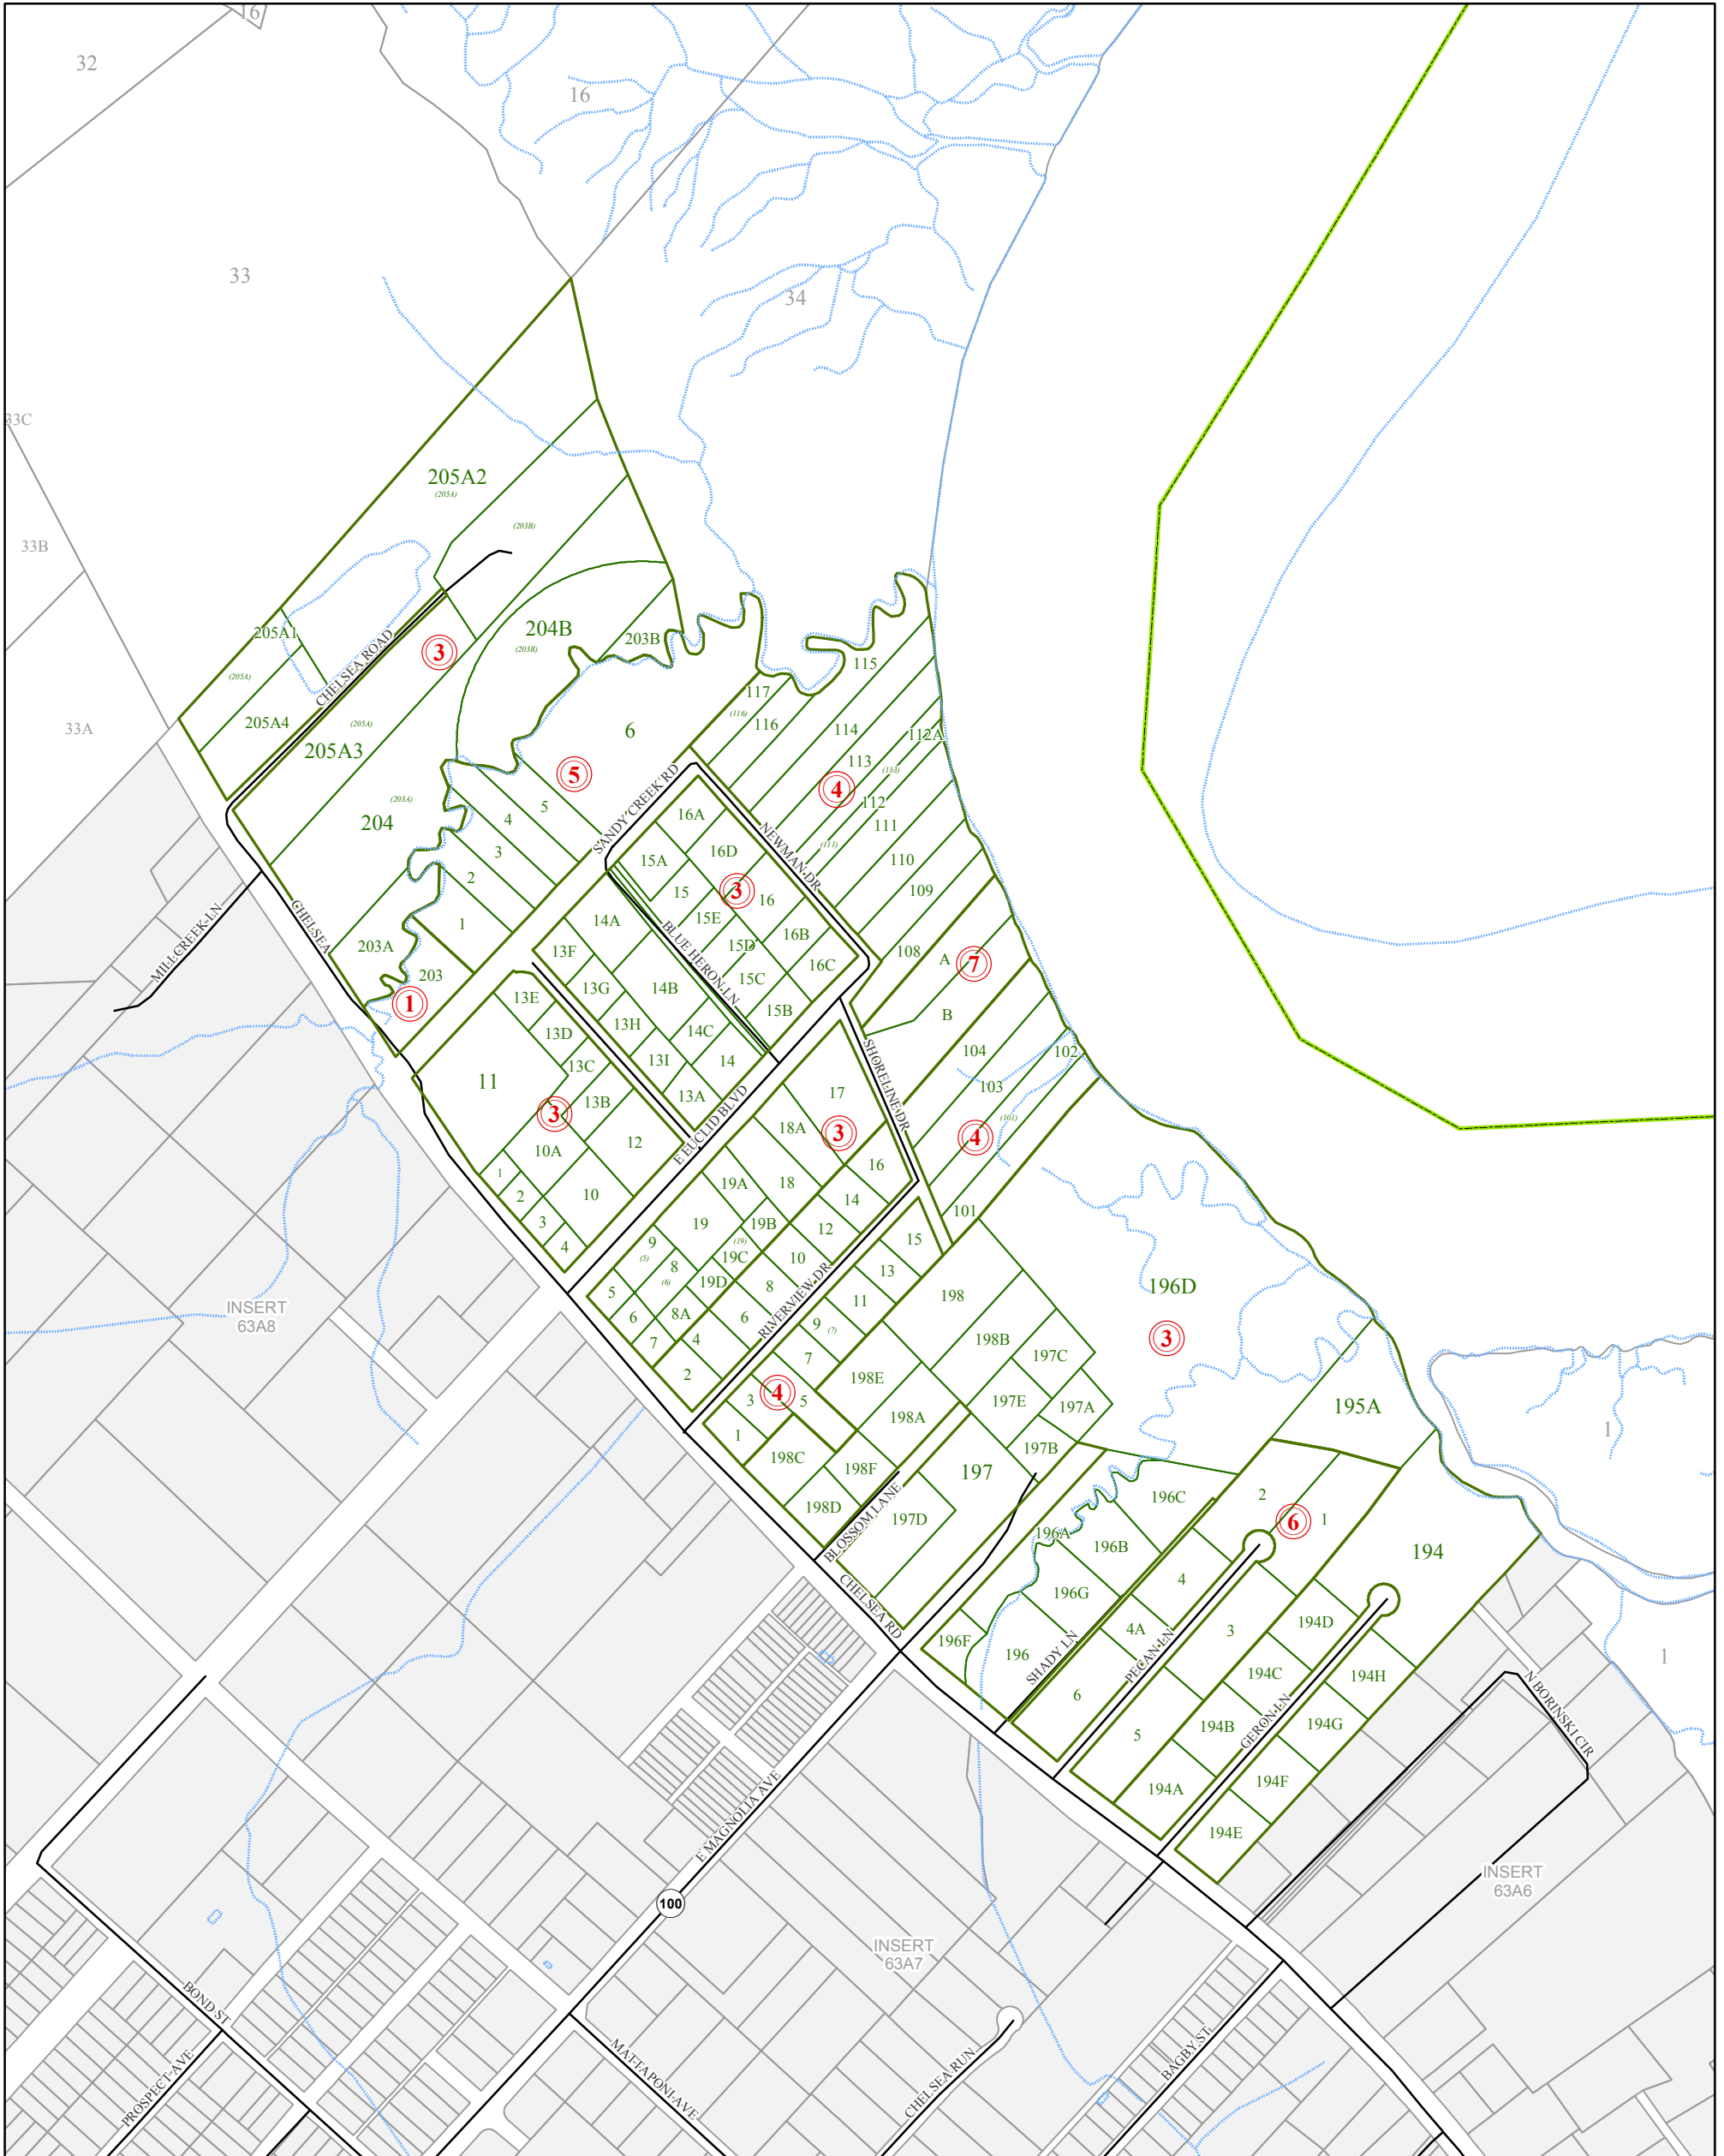 16
32
16
33
34
33C
205A2
(205A)
(203B)
33B
205A1
204B
203B
(203B)
CHELSEA ROAD
3
115
(205A)
117
116
(116)
205A4
(205A)
6
114
112A
33A
205A3
113
(113)
5
4
(203A)
5
112
204
4
SANDY CREEK RD
16A
111
3
NEWMAN DR
(111)
16D
15A
110
2
15
3
16
109
1
14A
15E
16B
CHELSEA
MILLCREEK LN
BLUE HERON LN
203A
13F
15D
108
A
7
203
16C
15C
13G
14B
1
13E
15B
B
13H
14C
13D
SHORELINE DR
104
102
13I
14
13C
11
103
17
13A
13B
E EUCLID BLVD
3
(101)
18A
3
4
12
10A
16
1
19A
18
2
10
14
101
3
19
19B
12
9
(19)
15
4
(5)
8
19C
10
13
(6)
19D
8
196D
5
RIVERVIEW DR
198
11
INSERT
63A8
6
8A
6
9
(7)
7
4
198B
3
7
197C
2
198E
4
3
5
197E
197A
195A
198A
1
197B
198C
198F
197
2
196C
198D
BLOSSOM LANE
197D
6
1
196A
196B
194
CHELSEA RD
4
196G
4A
3
194D
196F
196
SHADY LN
PECAN LN
194C
194H
6
N BORINSKI CIR
5
194B
194G
GERON LN
194A
194F
194E
E MAGNOLIA AVE
INSERT
63A6
100
INSERT
63A7
BOND ST
MATTAPONI AVE
PROSPECT AVE
CHELSEA RUN
BAGBY ST
1
1